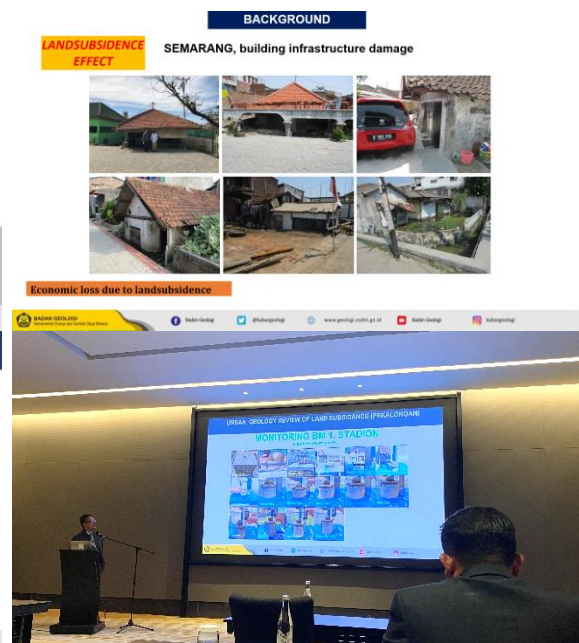 BACKGROUND
LANDSUBSIDENCE
EFFECT
SEMARANG, building infrastructure damage
Economic loss due to landsubsidence
BADAN GEOLOGI
Badan Geologi
@kabargeologi
www.geologi.esdm.go.id
Badan Geologi
kabargeologi
URBAN GEOLOGY REVIEW OF LAND SUBSIDANCE (PEKALONGAN)
MONITORING BM 1. STADION